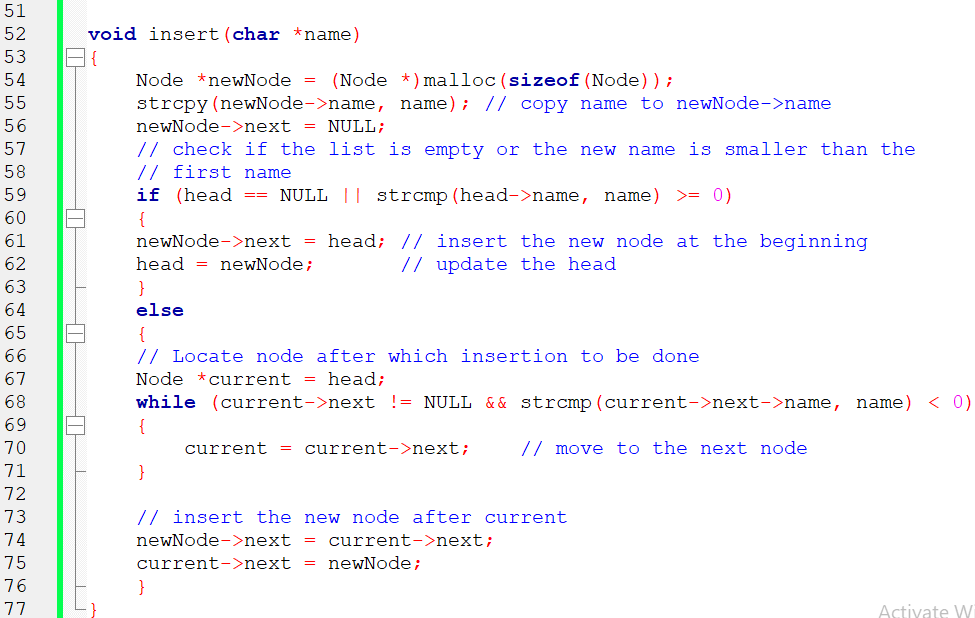 51
52 void insert(char *name)
53 {
54 Node *newNode = (Node *)malloc(sizeof(Node));
55 strcpy(newNode->name, name); // copy name to newNode->name
56 newNode->next = NULL;
57 // check if the list is empty or the new name is smaller than the
58 // first name
59 if (head == NULL || strcmp(head->name, name) >= 0)
60 {
61 newNode->next = head; // insert the new node at the beginning
62 head = newNode; // update the head
63 }
64 else
65 {
66 // Locate node after which insertion to be done
67 Node *current = head;
68 while (current->next != NULL && strcmp(current->next->name, name) < 0)
69 {
70 current = current->next; // move to the next node
71 }
72
73 // insert the new node after current
74 newNode->next = current->next;
75 current->next = newNode;
76 }
77 }
Activate W